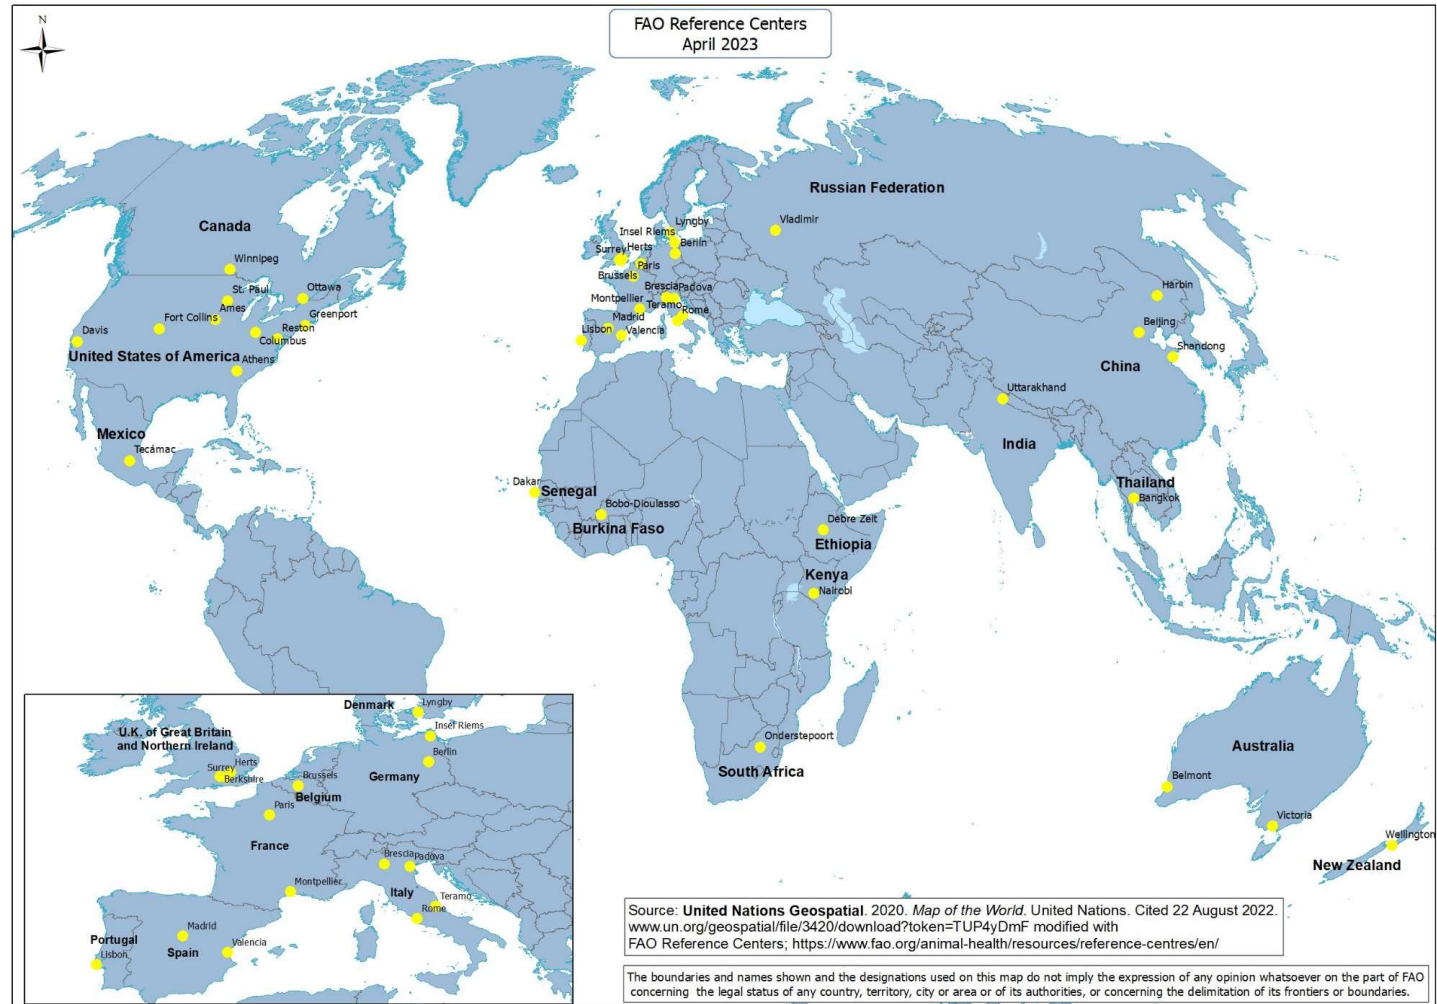 N
FAO Reference Centers
April 2023
Russian Federation
Canada
Lyngby
Vladimir
Insel Riems
Berlin
Surrey
Herts
Winnipeg
Paris
Brussels
St. Paul
Ottawa
Brescia
Padova
Harbin
Ames
Montpellier
Teramo
Rome
Fort Collins
Greenport
Madrid
Beijing
Davis
Reston
Lisbon
Valencia
Columbus
Shandong
United States of America
Athens
China
Uttarakhand
Mexico
India
Tecámac
Dakar
Senegal
Thailand
Bangkok
Bobo-Dioulasso
Burkina Faso
Debre Zeit
Ethiopia
Kenya
Nairobi
Onderstepoort
South Africa
Australia
Belmont
Victoria
Wellington
New Zealand
Denmark
Lyngby
U.K. of Great Britain
and Northern Ireland
Insel Riems
Berlin
Surrey
Herts
Berkshire
Brussels
Germany
Belgium
Paris
France
Brescia
Padova
Montpellier
Italy
Teramo
Rome
Madrid
Portugal
Spain
Valencia
Lisbon
Source: United Nations Geospatial. 2020. Map of the World. United Nations. Cited 22 August 2022.
www.un.org/geospatial/file/3420/download?token=TUP4yDmF modified with
FAO Reference Centers; https://www.fao.org/animal-health/resources/reference-centres/en/
The boundaries and names shown and the designations used on this map do not imply the expression of any opinion whatsoever on the part of FAO
concerning the legal status of any country, territory, city or area or of its authorities, or concerning the delimitation of its frontiers or boundaries.